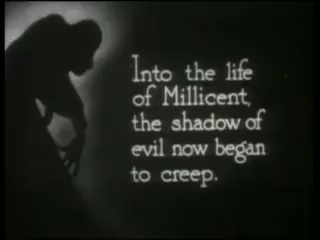 Into the life
of Millicent,
the shadow of
evil now began
to creep.